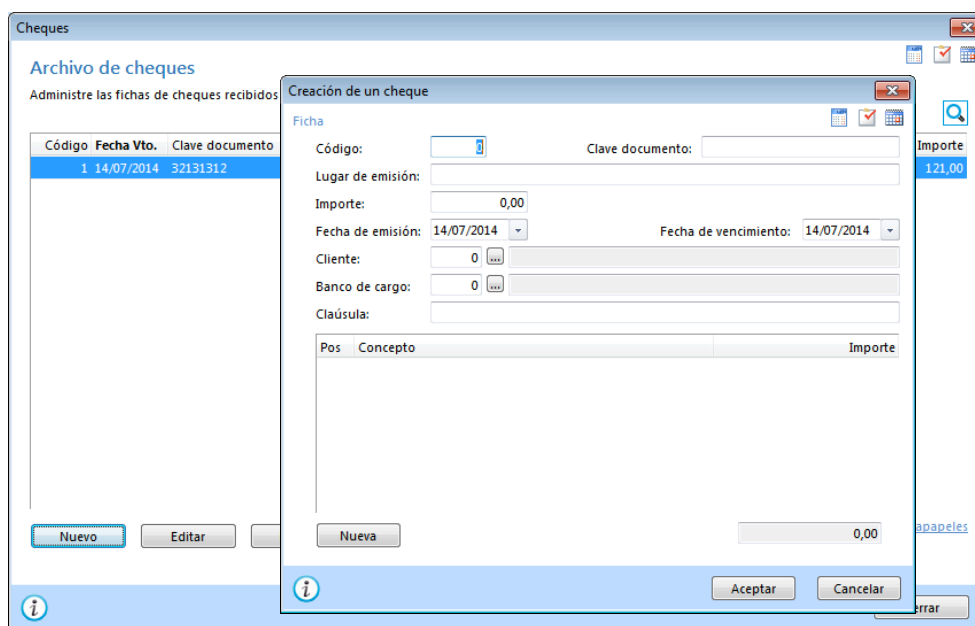 Cheques
Archivo de cheques
Administre las fichas de cheques recibidos
Código Fecha Vto. Clave documento Importe
1 14/07/2014 32131312 121,00
Nuevo Editar
apapeles
errar
Creación de un cheque
Ficha
Código: 0 Clave documento:
Lugar de emisión:
Importe: 0,00
Fecha de emisión: 14/07/2014 Fecha de vencimiento: 14/07/2014
Cliente: 0 ...
Banco de cargo: 0 ...
Claúsula:
Pos Concepto Importe
Nueva 0,00
Aceptar Cancelar